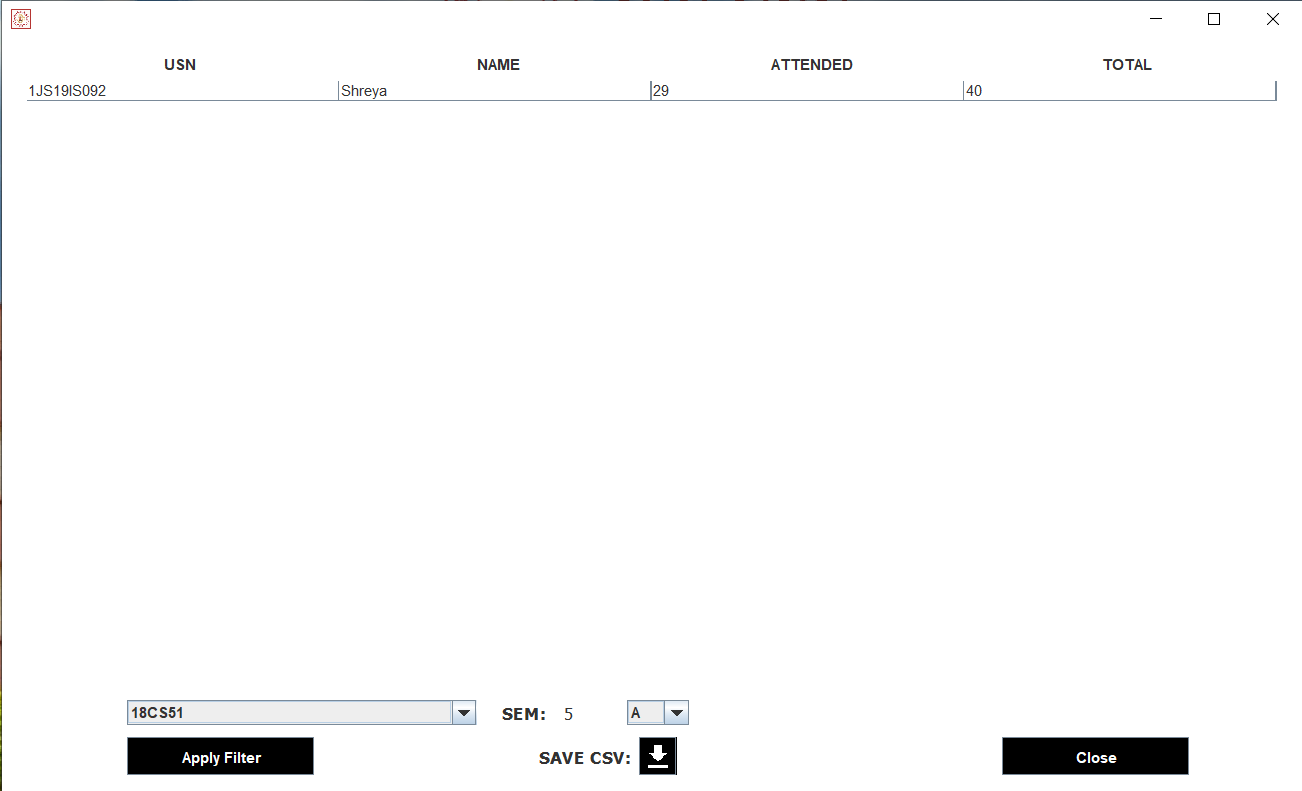 USN NAME ATTENDED TOTAL
1JS19IS092 Shreya 29 40
18CS51 SEM: 5 A
Apply Filter SAVE CSV: Close